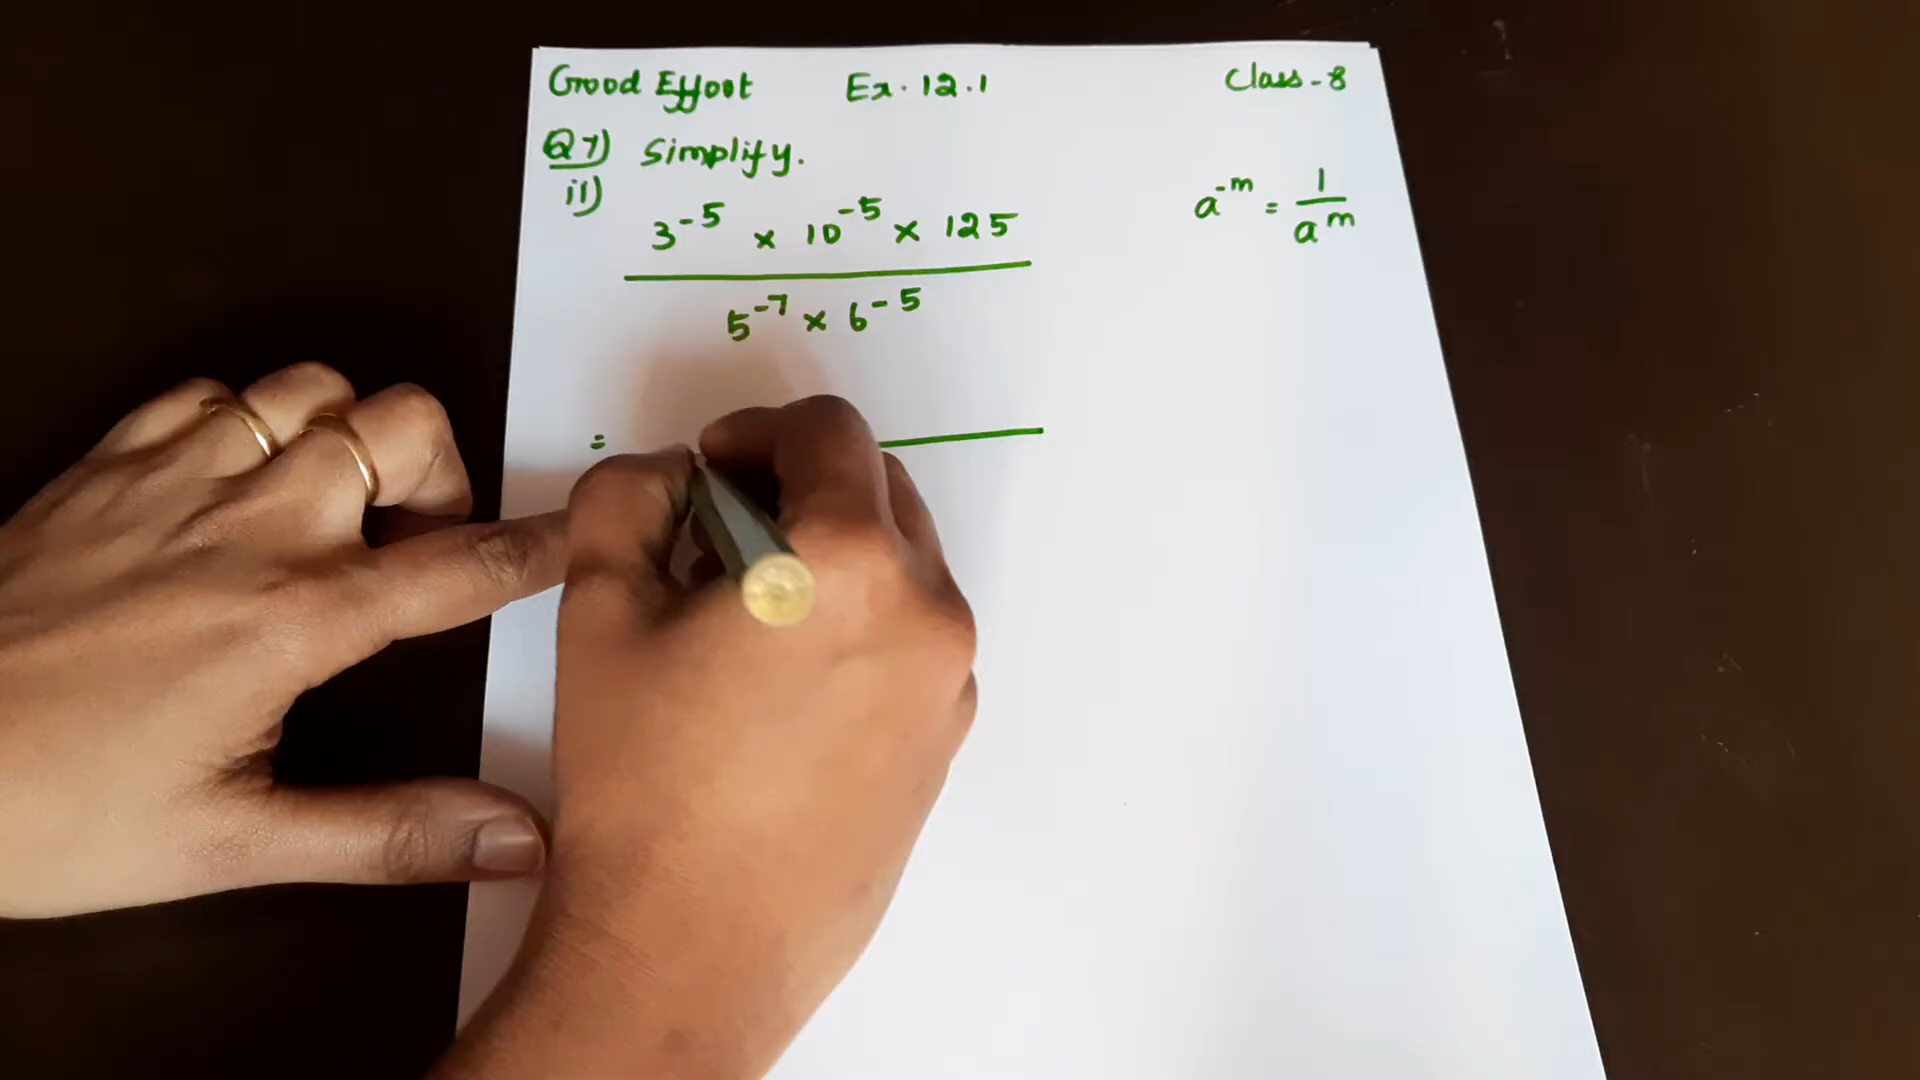 Good Effort Ex. 12.1 Class-8
Q7) Simplify.
ii)
3⁻⁵ × 10⁻⁵ × 125
5⁻⁷ × 6⁻⁵
a⁻ᵐ = 1/aᵐ
=